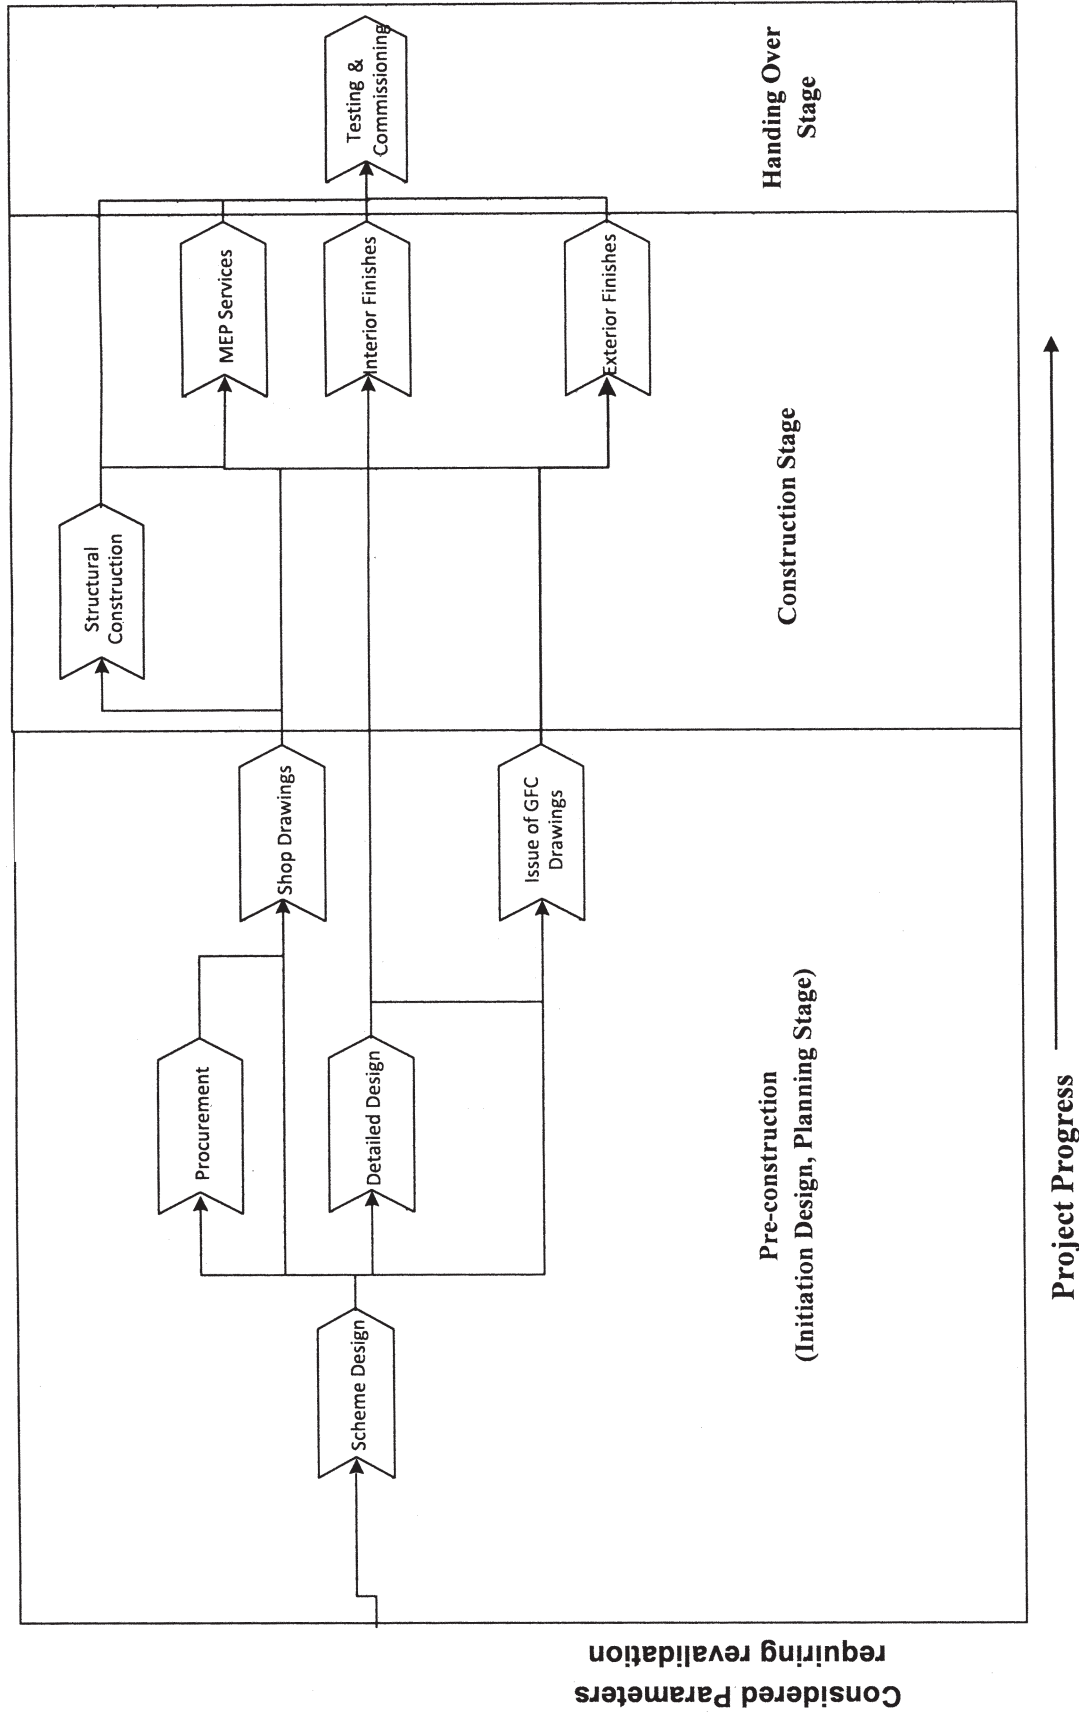 Considered Parameters
requiring revalidation
Scheme Design
Procurement
Detailed Design
Shop Drawings
Issue of GFC
Drawings
Structural
Construction
MEP Services
Interior Finishes
Exterior Finishes
Testing &
Commissioning
Pre-construction
(Initiation Design, Planning Stage)
Construction Stage
Handing Over
Stage
Project Progress